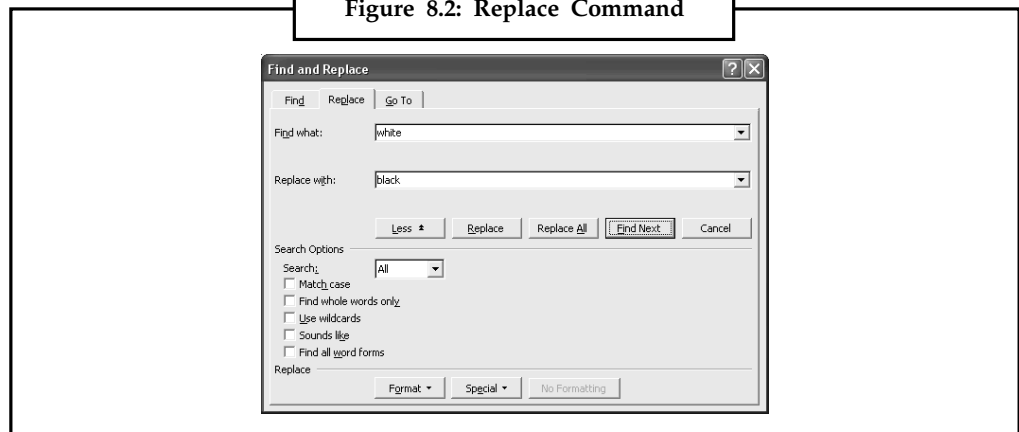 Figure 8.2: Replace Command
Find and Replace
Find Replace Go To
Find what: white
Replace with: black
Less Replace Replace All Find Next Cancel
Search Options
Search: All
Match case
Find whole words only
Use wildcards
Sounds like
Find all word forms
Replace
Format Special No Formatting